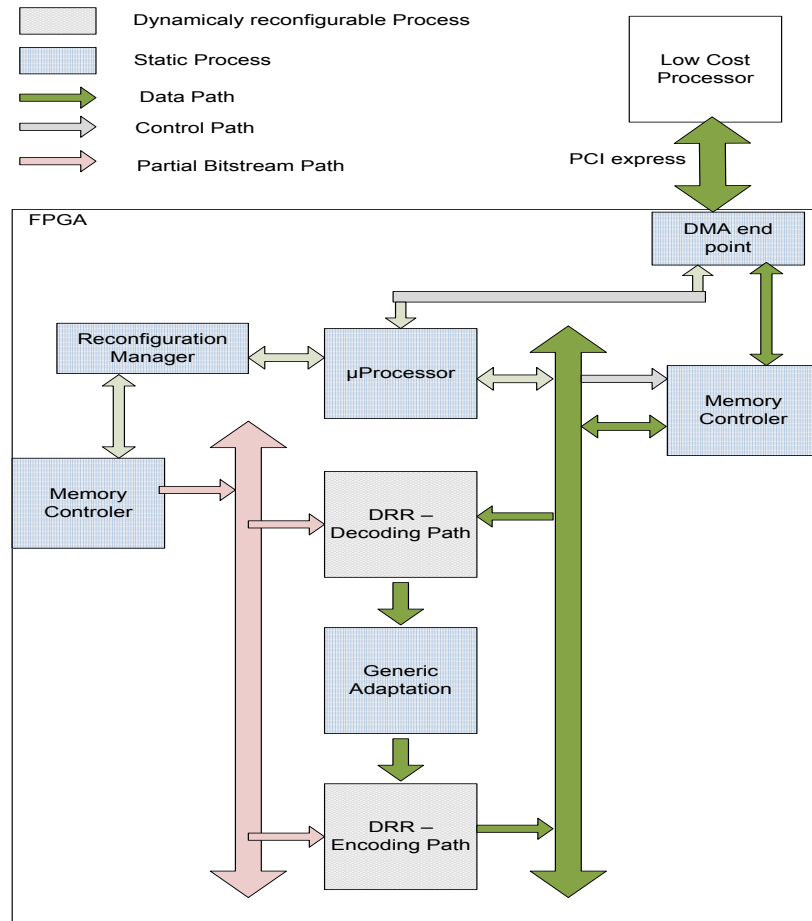 Dynamicaly reconfigurable Process
Static Process
Data Path
Control Path
Partial Bitstream Path
Low Cost
Processor
PCI express
FPGA
DMA end
point
Reconfiguration
Manager
µProcessor
Memory
Controler
Memory
Controler
DRR –
Decoding Path
Generic
Adaptation
DRR –
Encoding Path